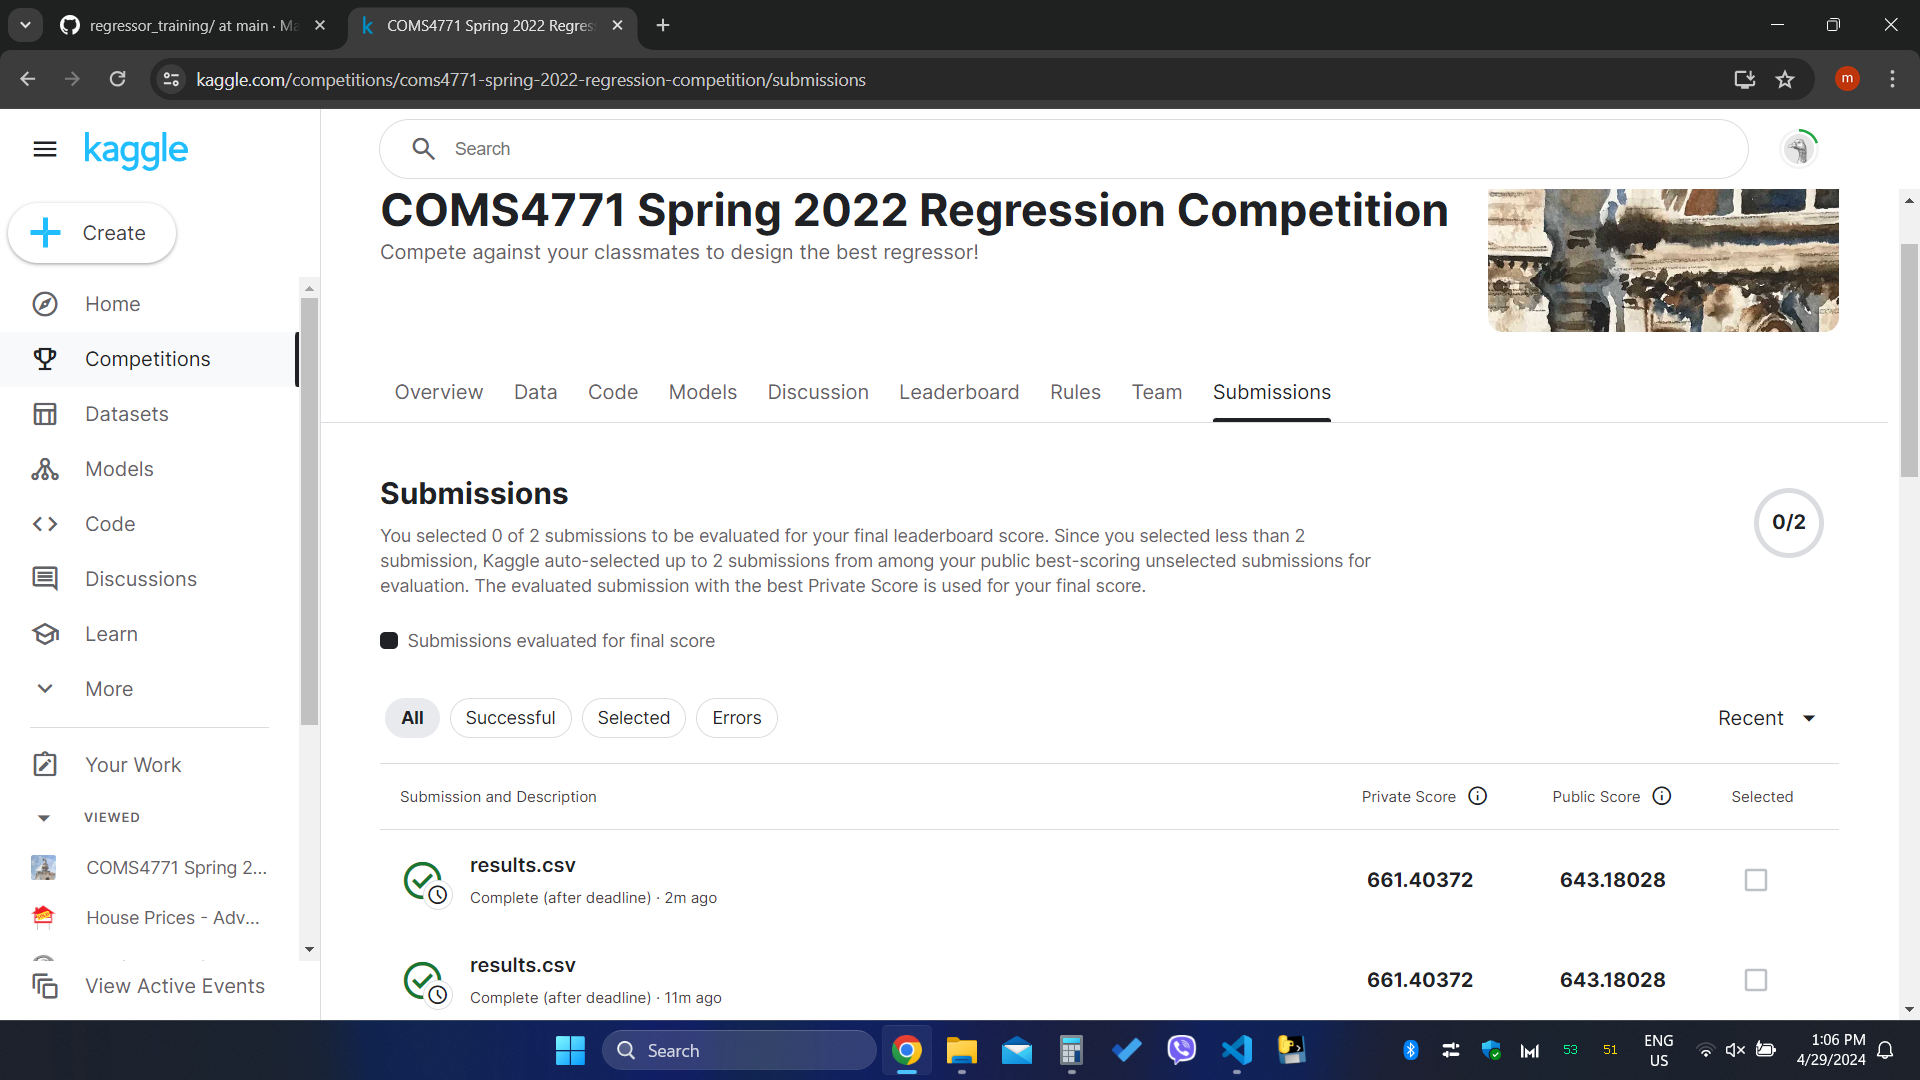 regressor_training/ at main · Ma
COMS4771 Spring 2022 Regres
kaggle.com/competitions/coms4771-spring-2022-regression-competition/submissions
m
kaggle
Search
Create
Home
Competitions
Datasets
Models
Code
Discussions
Learn
More
Your Work
VIEWED
COMS4771 Spring 2...
House Prices - Adv...
View Active Events
COMS4771 Spring 2022 Regression Competition
Compete against your classmates to design the best regressor!
Overview Data Code Models Discussion Leaderboard Rules Team Submissions
Submissions
0/2
You selected 0 of 2 submissions to be evaluated for your final leaderboard score. Since you selected less than 2
submission, Kaggle auto-selected up to 2 submissions from among your public best-scoring unselected submissions for
evaluation. The evaluated submission with the best Private Score is used for your final score.
Submissions evaluated for final score
All Successful Selected Errors
Recent
Submission and Description Private Score Public Score Selected
results.csv
Complete (after deadline) · 2m ago
661.40372 643.18028
results.csv
Complete (after deadline) · 11m ago
661.40372 643.18028
Search
53 51
ENG
US
1:06 PM
4/29/2024